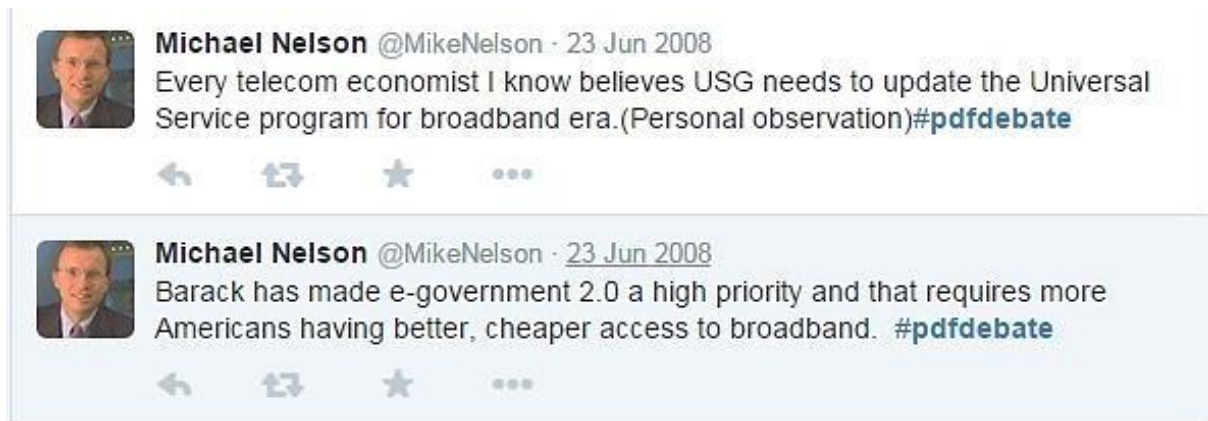 Michael Nelson @MikeNelson · 23 Jun 2008
Every telecom economist I know believes USG needs to update the Universal
Service program for broadband era.(Personal observation)#pdfdebate
Michael Nelson @MikeNelson · 23 Jun 2008
Barack has made e-government 2.0 a high priority and that requires more
Americans having better, cheaper access to broadband. #pdfdebate